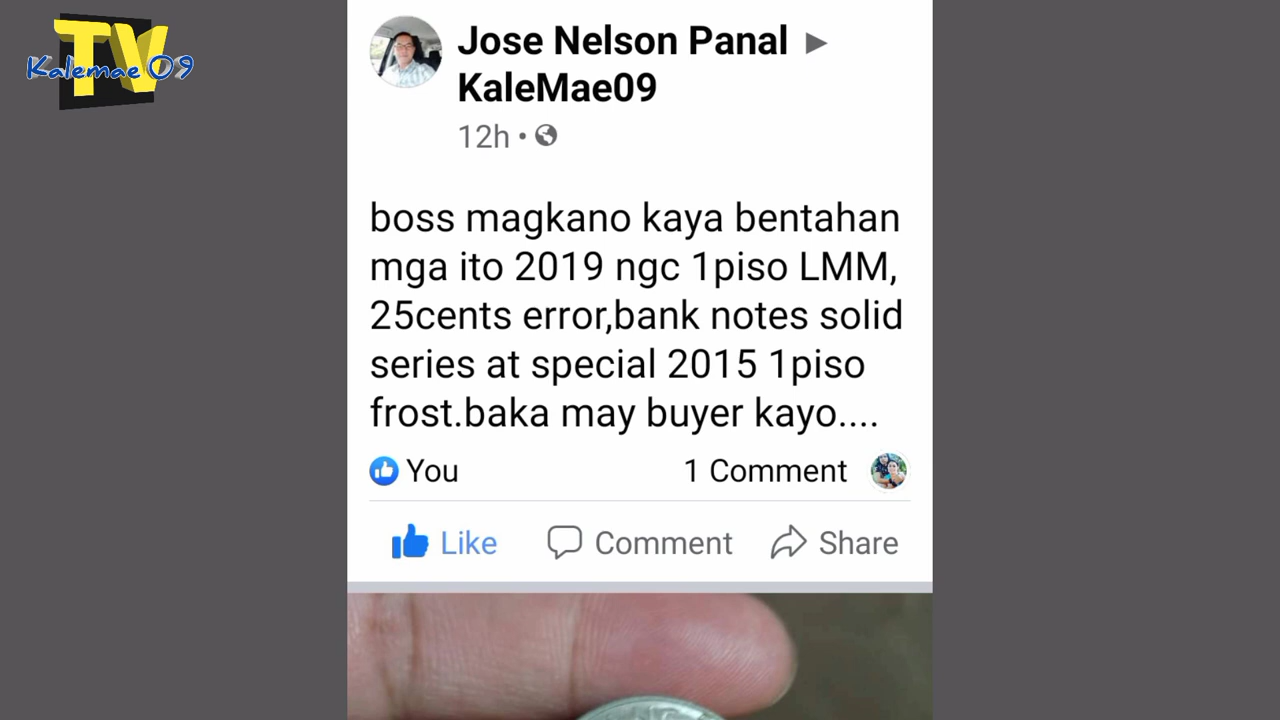 TV
Kalemae 09
Jose Nelson Panal ▶
KaleMae09
12h •
boss magkano kaya bentahan
mga ito 2019 ngc 1piso LMM,
25cents error,bank notes solid
series at special 2015 1piso
frost.baka may buyer kayo....
You 1 Comment
Like Comment Share